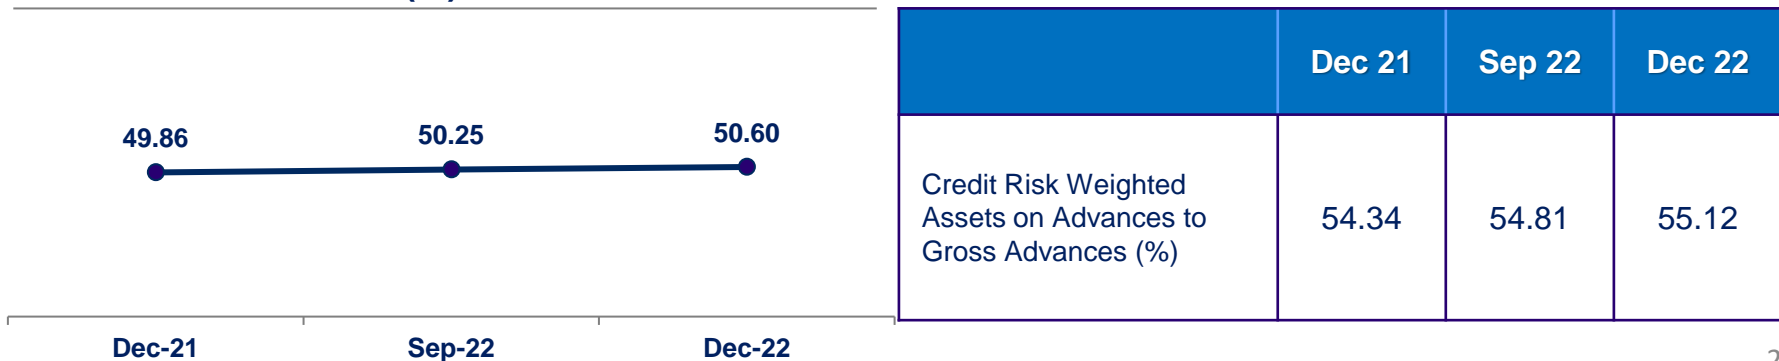 49.86
50.25
50.60
Dec-21
Sep-22
Dec-22
Dec 21
Sep 22
Dec 22
Credit Risk Weighted
Assets on Advances to
Gross Advances (%)
54.34
54.81
55.12